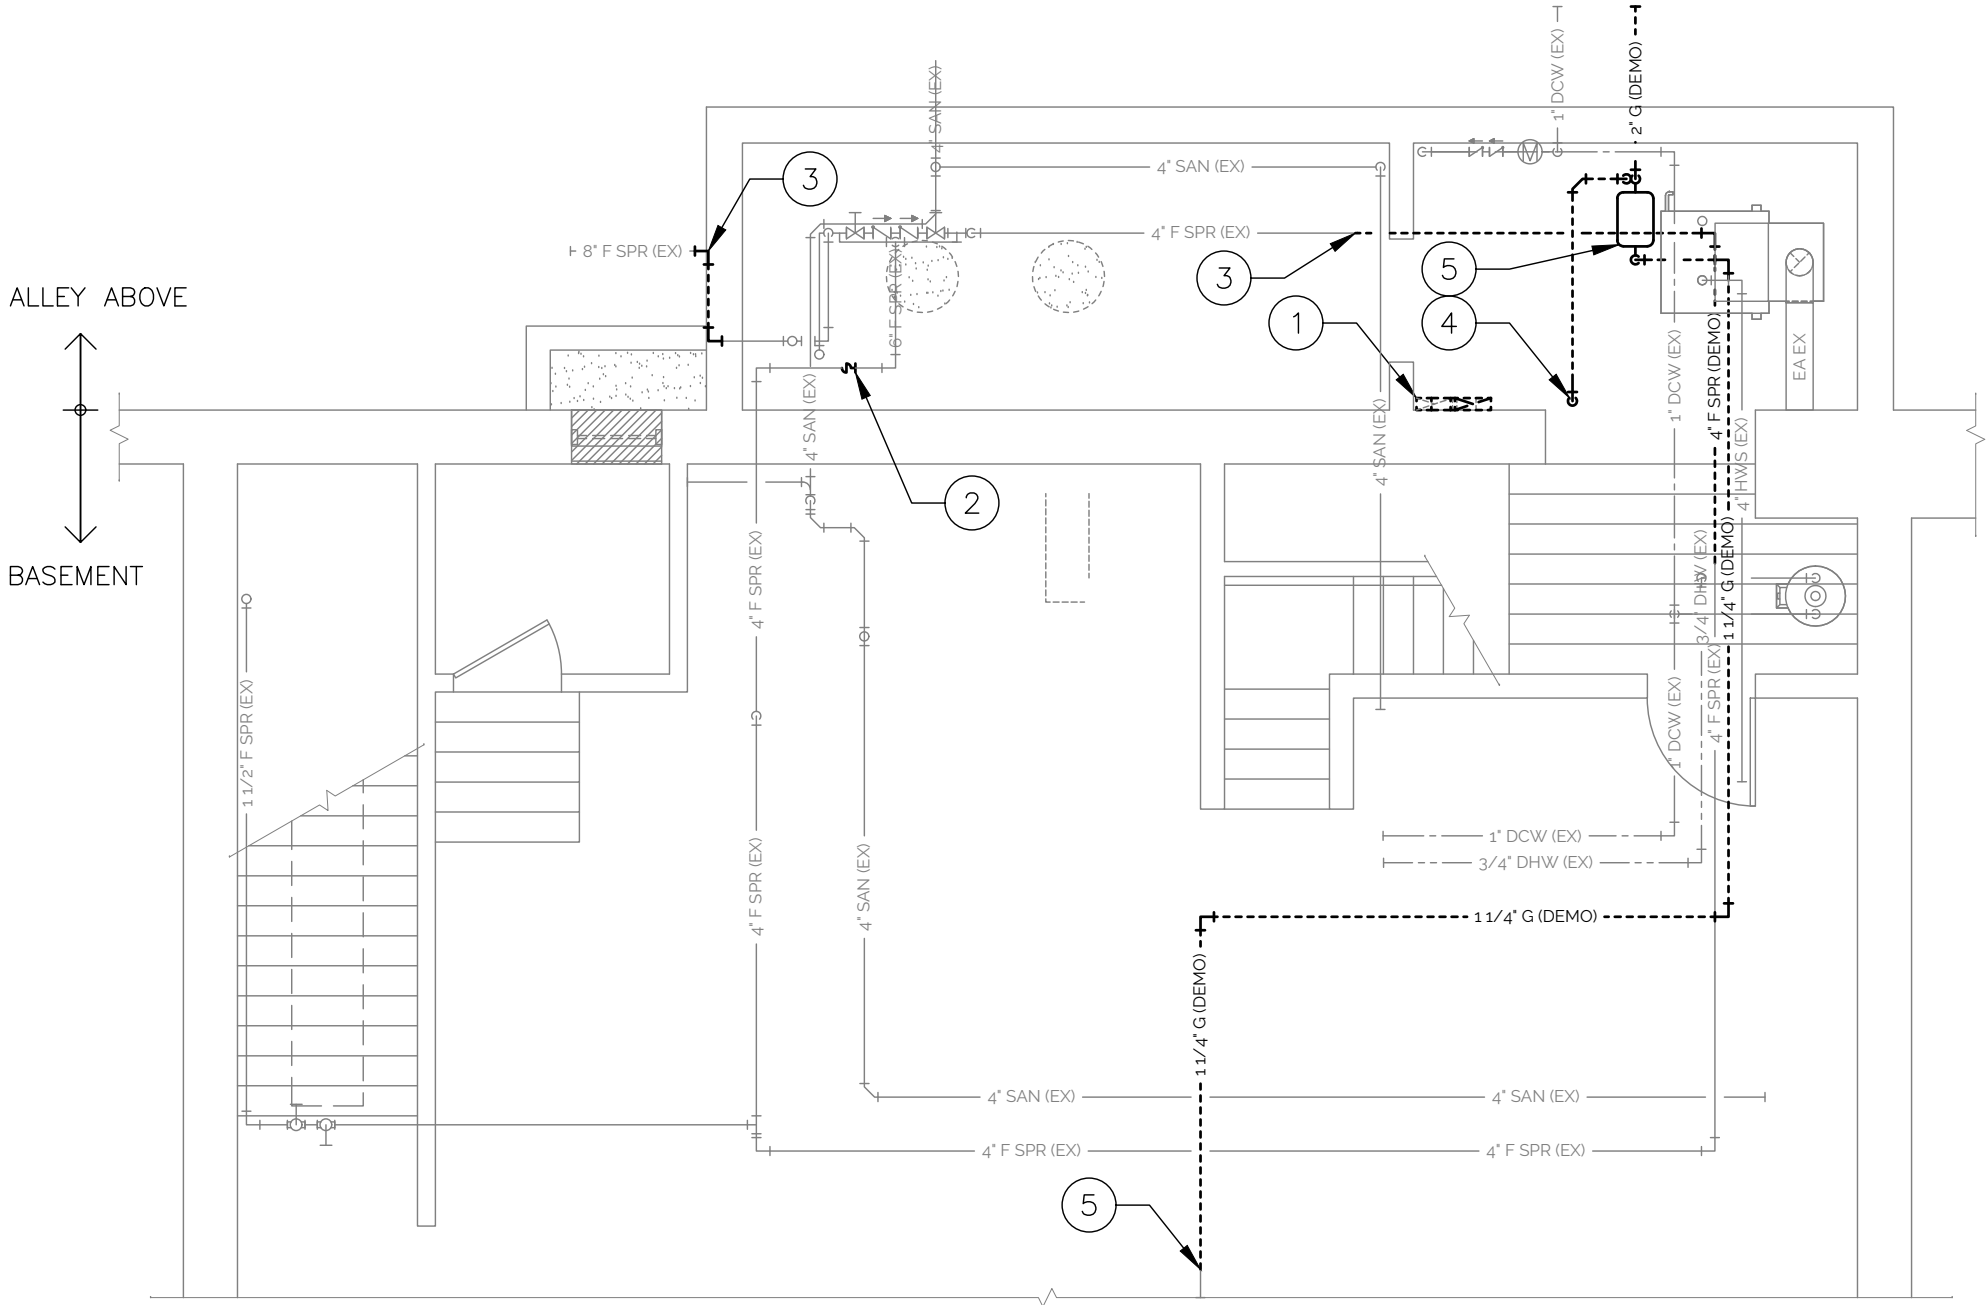 1" DCW (EX)
2" G (DEMO)
4" SAN (EX)
4" SAN (EX)
3
8" F SPR (EX)
4" F SPR (EX)
3
5
ALLEY ABOVE
6" F SPR (EX)
1
4
4" SAN (EX)
4" SAN (EX)
1" DCW (EX)
4" F SPR (DEMO)
EA EX
4" HWS (EX)
2
BASEMENT
4" F SPR (EX)
3/4" DHW (EX)
1 1/4" G (DEMO)
1 1/2" F SPR (EX)
1" DCW (EX)
4" F SPR (EX)
1" DCW (EX)
3/4" DHW (EX)
4" F SPR (EX)
4" SAN (EX)
1 1/4" G (DEMO)
1 1/4" G (DEMO)
4" SAN (EX)
4" SAN (EX)
4" F SPR (EX)
4" F SPR (EX)
5